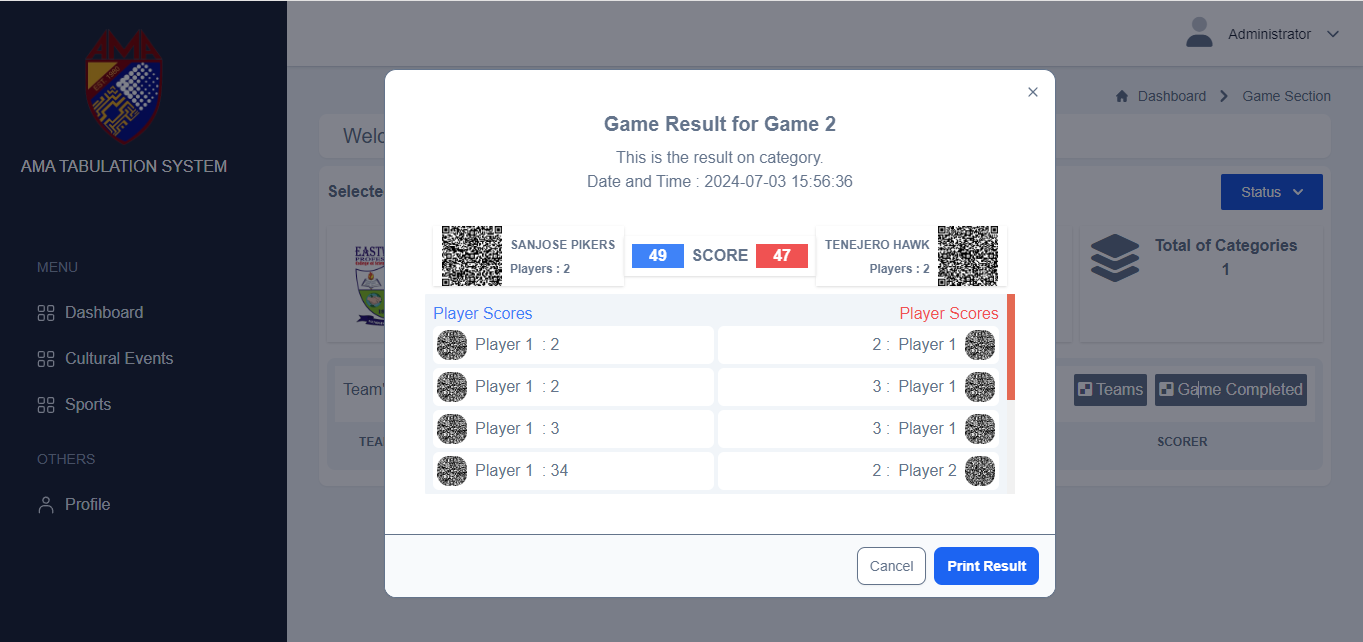 EST. 1980
AMA TABULATION SYSTEM
MENU
Dashboard
Cultural Events
Sports
OTHERS
Profile
Administrator
Dashboard > Game Section
Welc
Selecte
Status
Total of Categories
1
Team'
Teams
Game Completed
TEA
SCORER
Game Result for Game 2
This is the result on category.
Date and Time : 2024-07-03 15:56:36
SANJOSE PIKERS
Players : 2
49 SCORE 47
TENEJERO HAWK
Players : 2
Player Scores
Player Scores
Player 1 : 2
2 : Player 1
Player 1 : 2
3 : Player 1
Player 1 : 3
3 : Player 1
Player 1 : 34
2 : Player 2
Cancel
Print Result